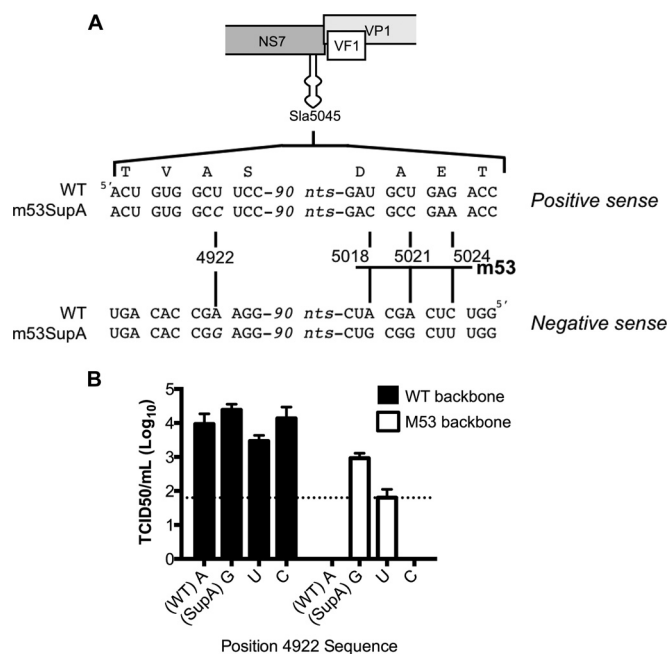 A
NS7
VP1
VF1
Sla5045
T V A S D A E T
WT 5' ACU GUG GCU UCC-90 nts-GAU GCU GAG ACC
m53SupA ACU GUG GCC UCC-90 nts-GAC GCC GAA ACC
Positive sense
4922 5018 5021 5024
m53
WT UGA CAC CGA AGG-90 nts-CUA CGA CUC UGG 5'
m53SupA UGA CAC CGG AGG-90 nts-CUG CGG CUU UGG
Negative sense
B
TCID50/mL (Log10)
5
4
3
2
1
0
WT backbone
M53 backbone
(WT) A
(SupA) G
U
C
(WT) A
(SupA) G
U
C
Position 4922 Sequence